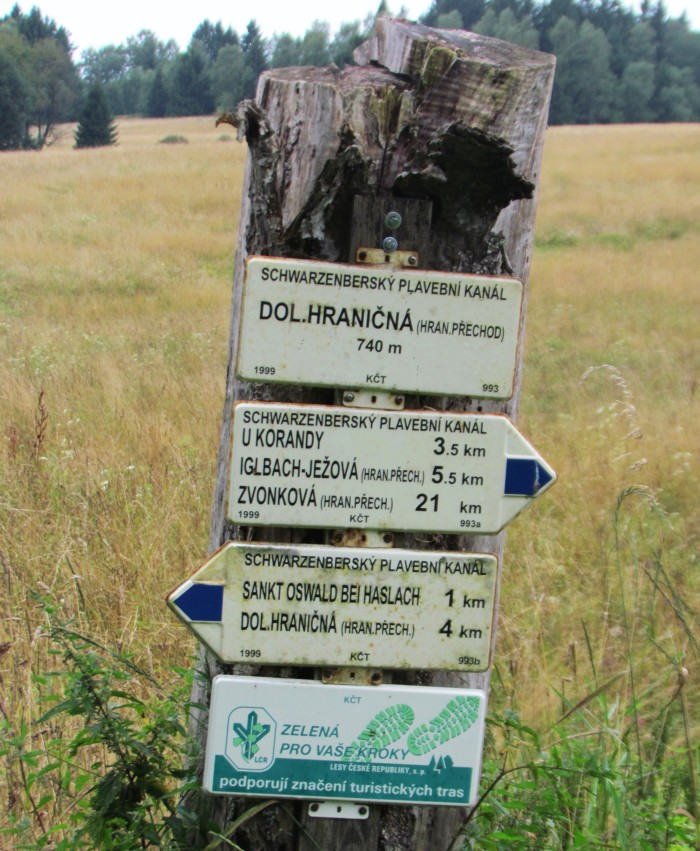 SCHWARZENBERSKÝ PLAVEBNÍ KANÁL
DOL.HRANIČNÁ (HRAN.PŘECHOD)
740 m
1999 KČT 993
SCHWARZENBERSKÝ PLAVEBNÍ KANÁL
U KORANDY 3.5 km
IGLBACH-JEŽOVÁ (HRAN.PŘECH.) 5.5 km
ZVONKOVÁ (HRAN.PŘECH.) 21 km
1999 KČT 993a
SCHWARZENBERSKÝ PLAVEBNÍ KANÁL
SANKT OSWALD BEI HASLACH 1 km
DOL.HRANIČNÁ (HRAN.PŘECH.) 4 km
1999 KČT 993b
KČT
ZELENÁ
PRO VAŠE KROKY
LČR
LESY ČESKÉ REPUBLIKY, s. p.
podporují značení turistických tras